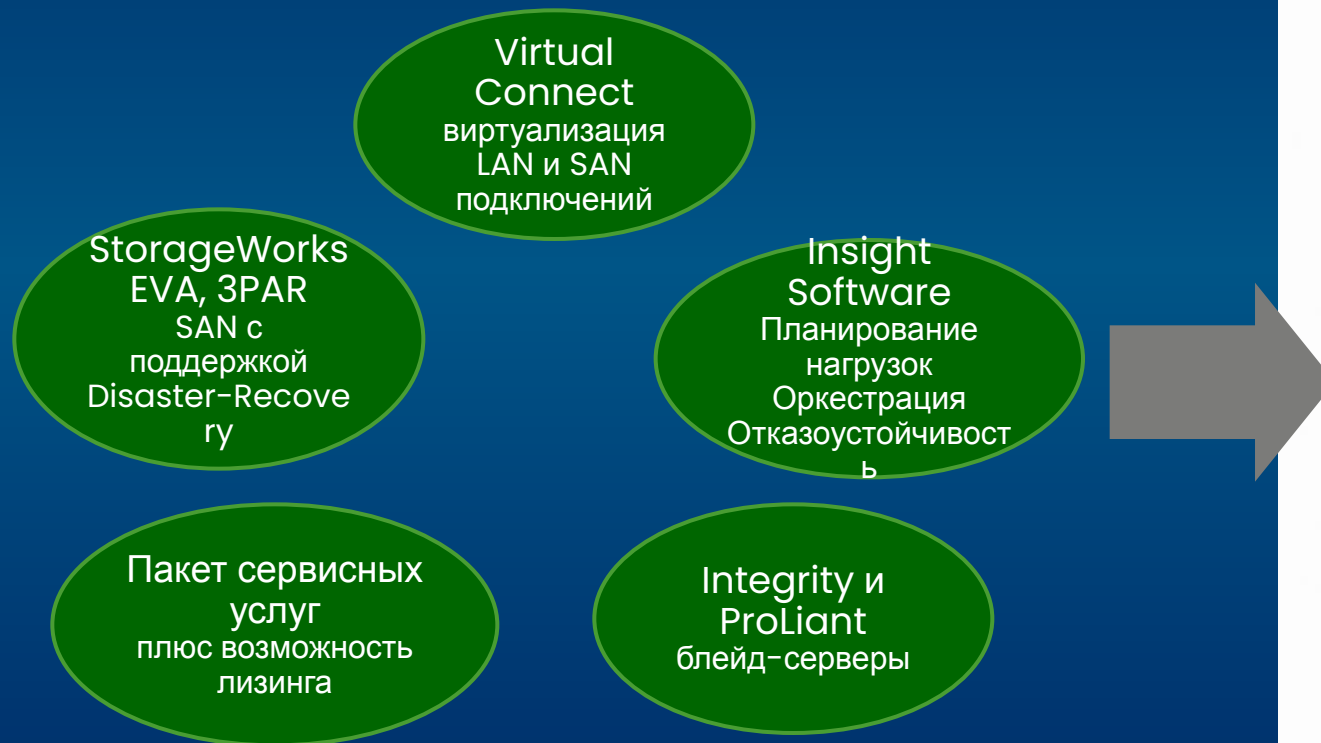 Virtual
Connect
виртуализация
LAN и SAN
подключений
StorageWorks
EVA, 3PAR
SAN с
поддержкой
Disaster-Recove
ry
Insight
Software
Планирование
нагрузок
Оркестрация
Отказоустойчивост
ь
Пакет сервисных
услуг
плюс возможность
лизинга
Integrity и
ProLiant
блейд-серверы